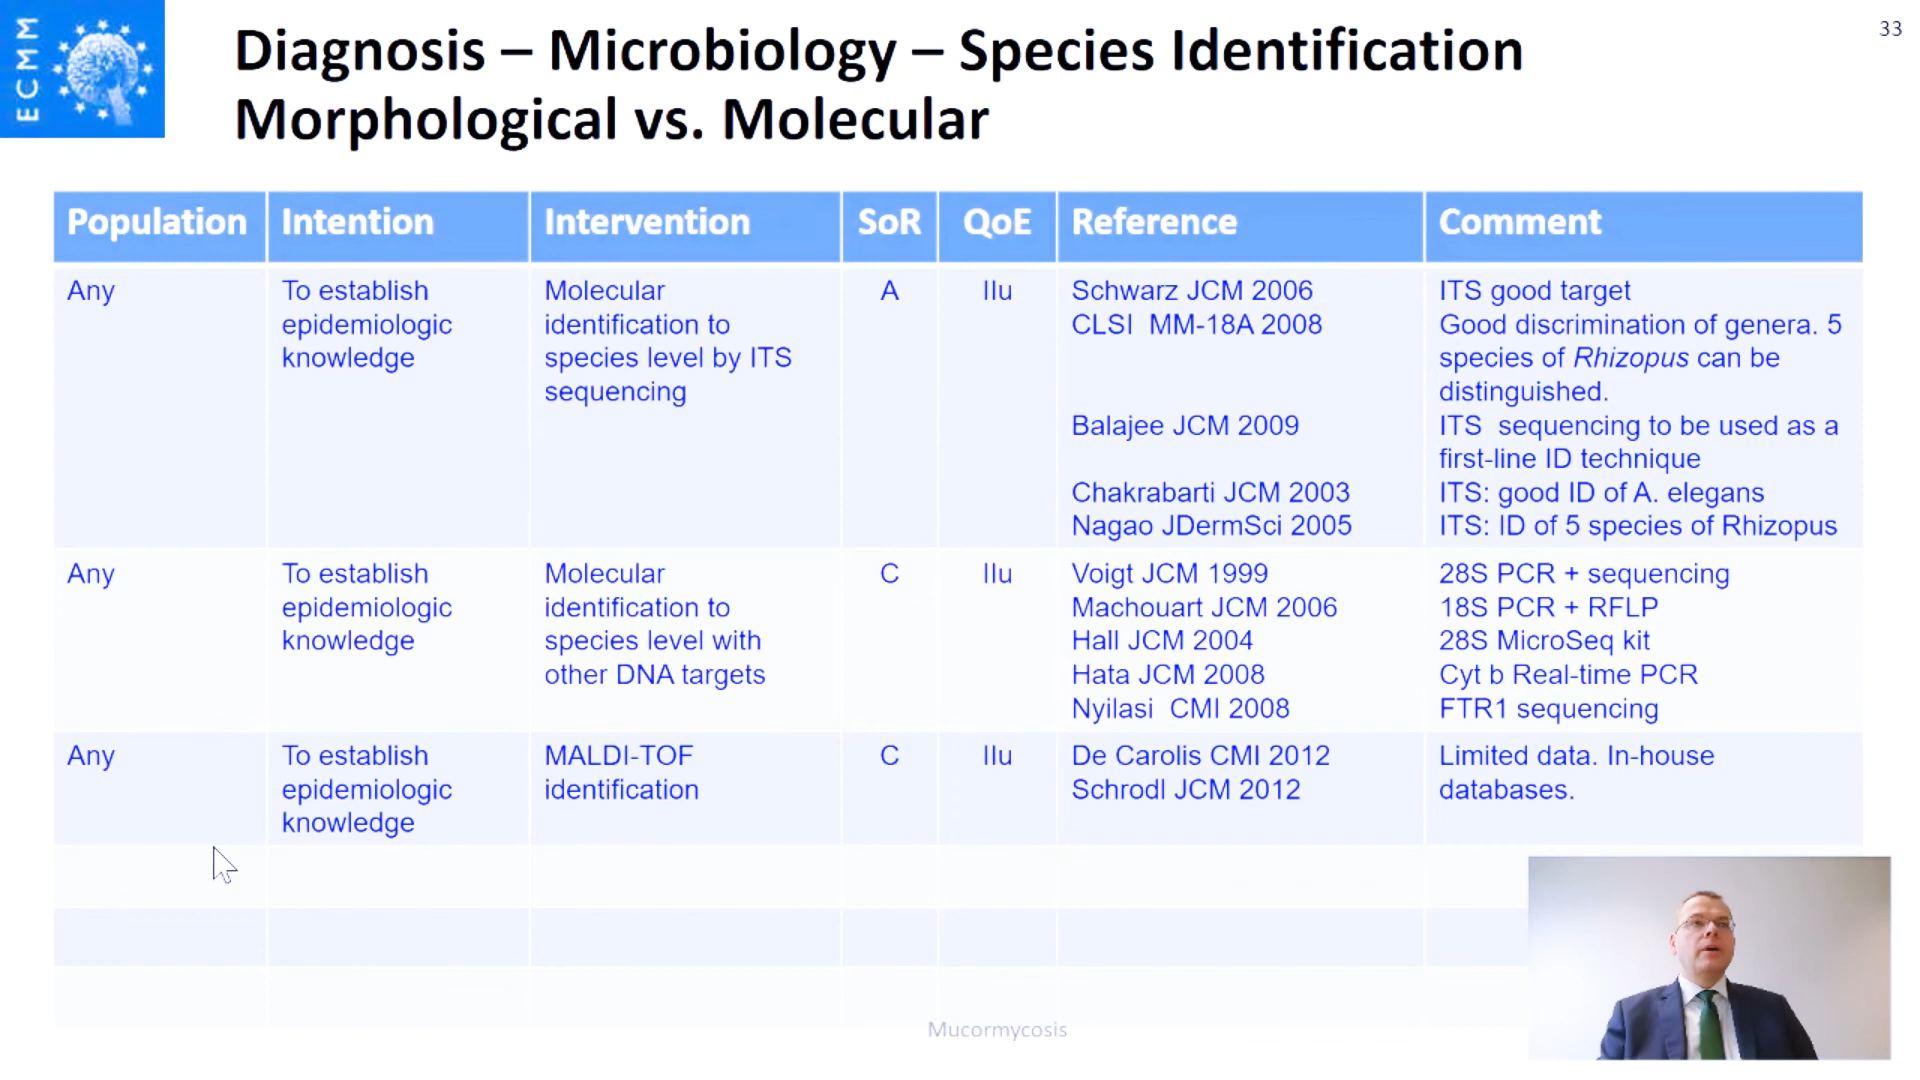 ECMM
Diagnosis – Microbiology – Species Identification
Morphological vs. Molecular
33
Population Intention Intervention SoR QoE Reference Comment
Any
To establish
epidemiologic
knowledge
Molecular
identification to
species level by ITS
sequencing
A
IIu
Schwarz JCM 2006
CLSI MM-18A 2008
Balajee JCM 2009
Chakrabarti JCM 2003
Nagao JDermSci 2005
ITS good target
Good discrimination of genera. 5
species of Rhizopus can be
distinguished.
ITS sequencing to be used as a
first-line ID technique
ITS: good ID of A. elegans
ITS: ID of 5 species of Rhizopus
Any
To establish
epidemiologic
knowledge
Molecular
identification to
species level with
other DNA targets
C
IIu
Voigt JCM 1999
Machouart JCM 2006
Hall JCM 2004
Hata JCM 2008
Nyilasi CMI 2008
28S PCR + sequencing
18S PCR + RFLP
28S MicroSeq kit
Cyt b Real-time PCR
FTR1 sequencing
Any
To establish
epidemiologic
knowledge
MALDI-TOF
identification
C
IIu
De Carolis CMI 2012
Schrodl JCM 2012
Limited data. In-house
databases.
Mucormycosis